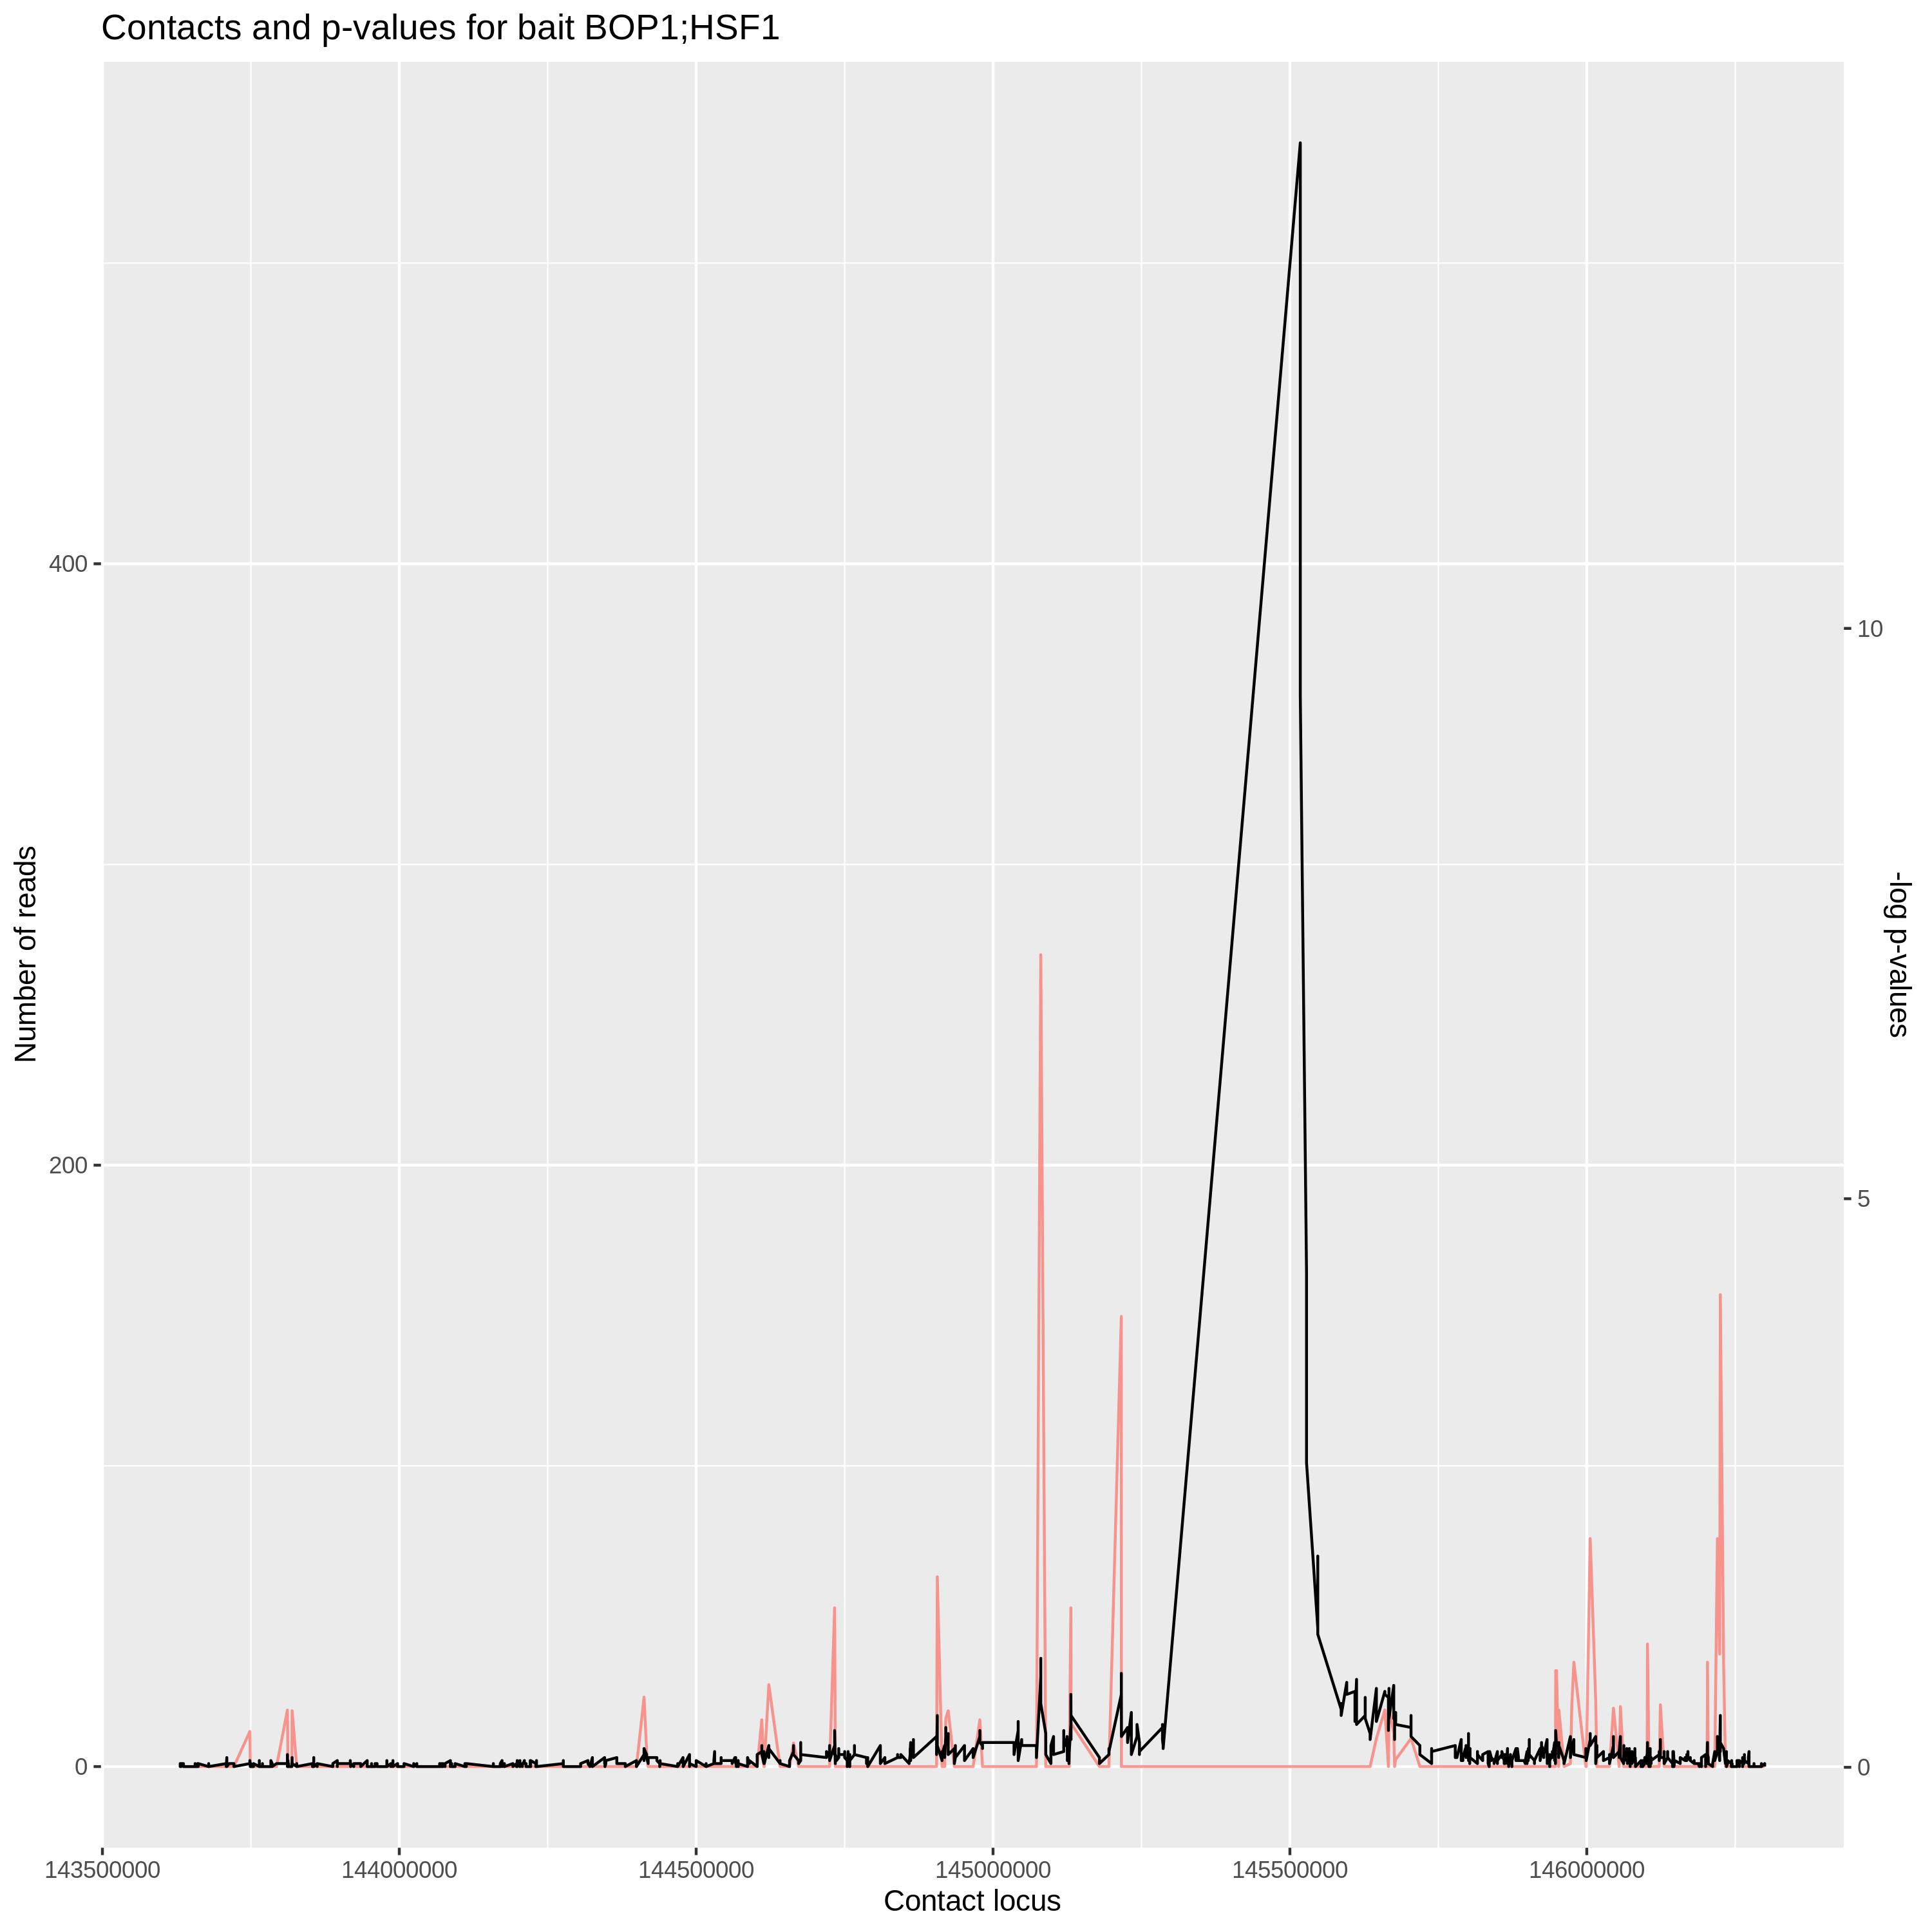 Contacts and p-values for bait BOP1;HSF1
Number of reads
400
200
0
10
5
0
-log p-values
143500000 144000000 144500000 145000000 145500000 146000000
Contact locus